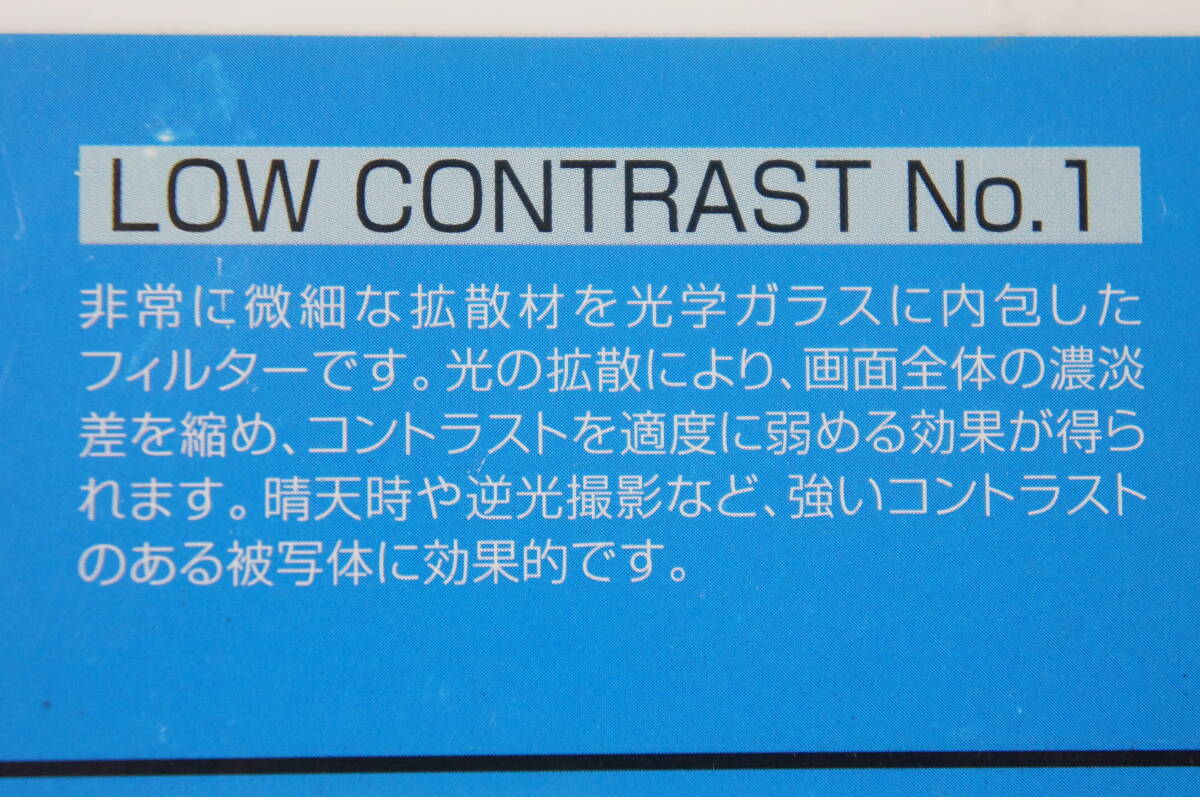 LOW CONTRAST No.1
非常に微細な拡散材を光学ガラスに内包した
フィルターです。光の拡散により、画面全体の濃淡
差を縮め、コントラストを適度に弱める効果が得ら
れます。晴天時や逆光撮影など、強いコントラスト
のある被写体に効果的です。